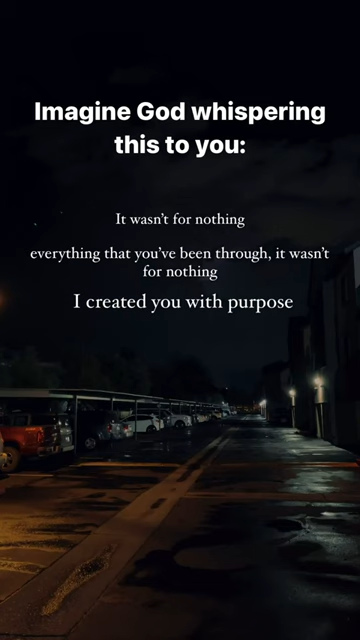 Imagine God whispering
this to you:
It wasn't for nothing
everything that you've been through, it wasn't
for nothing
I created you with purpose